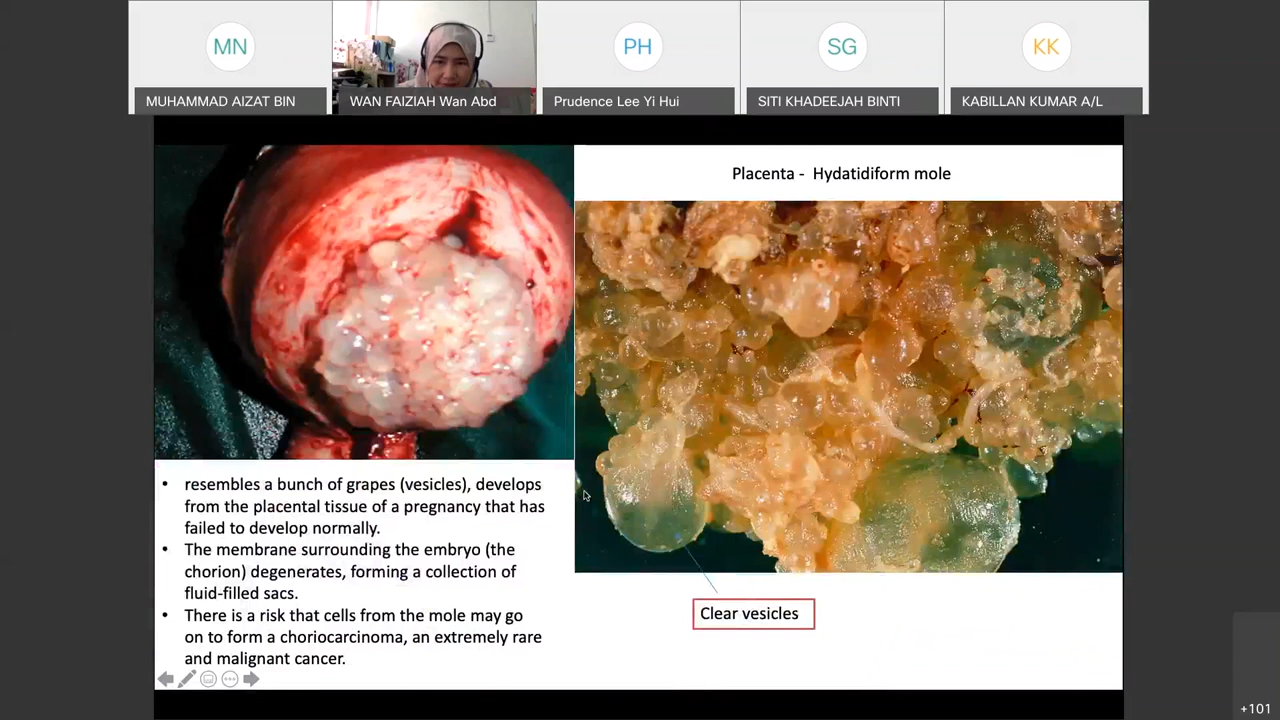 MN
PH
SG
KK
MUHAMMAD AIZAT BIN
WAN FAIZIAH Wan Abd
Prudence Lee Yi Hui
SITI KHADEEJAH BINTI
KABILLAN KUMAR A/L
Placenta - Hydatidiform mole
• resembles a bunch of grapes (vesicles), develops
from the placental tissue of a pregnancy that has
failed to develop normally.
• The membrane surrounding the embryo (the
chorion) degenerates, forming a collection of
fluid-filled sacs.
• There is a risk that cells from the mole may go
on to form a choriocarcinoma, an extremely rare
and malignant cancer.
Clear vesicles
+101